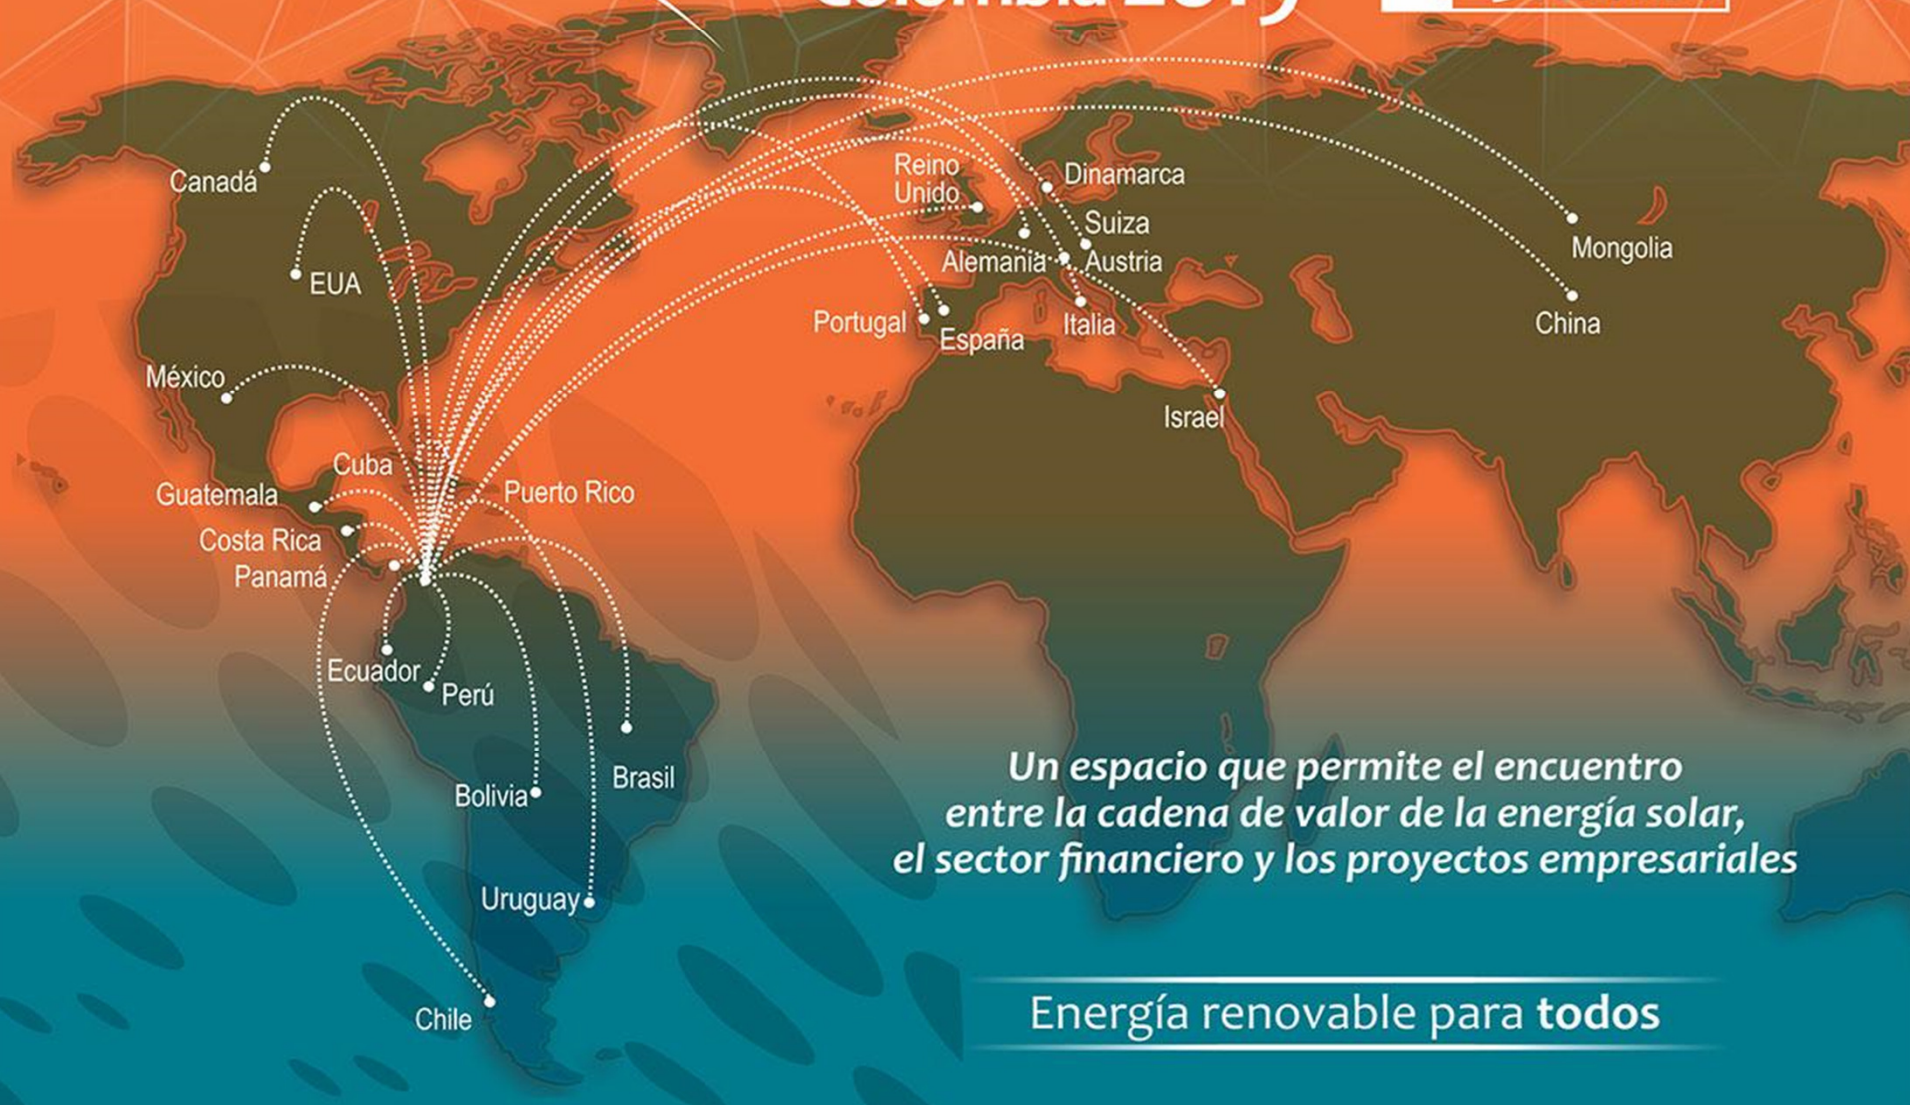 Colombia 2019
Canadá
EUA
México
Cuba
Guatemala
Puerto Rico
Costa Rica
Panamá
Ecuador
Perú
Bolivia
Brasil
Uruguay
Chile
Reino
Unido
Dinamarca
Suiza
Alemania
Austria
Portugal
España
Italia
Israel
Mongolia
China
Un espacio que permite el encuentro
entre la cadena de valor de la energía solar,
el sector financiero y los proyectos empresariales
Energía renovable para todos